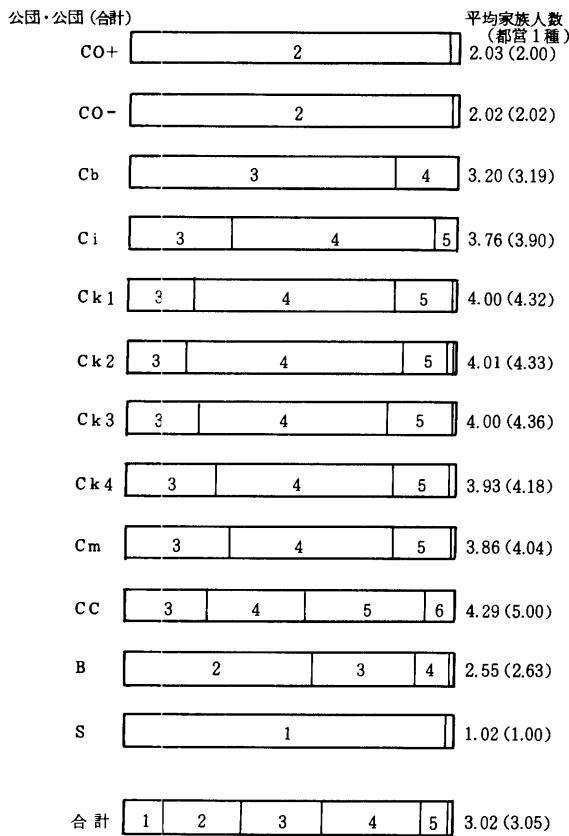 公団・公団(合計)
平均家族人数
(都営1種)
CO+ 2 2.03(2.00)
CO- 2 2.02(2.02)
Cb 3 4 3.20(3.19)
Ci 3 4 5 3.76(3.90)
Ck1 3 4 5 4.00(4.32)
Ck2 3 4 5 4.01(4.33)
Ck3 3 4 5 4.00(4.36)
Ck4 3 4 5 3.93(4.18)
Cm 3 4 5 3.86(4.04)
CC 3 4 5 6 4.29(5.00)
B 2 3 4 2.55(2.63)
S 1 1.02(1.00)
合計 1 2 3 4 5 3.02(3.05)